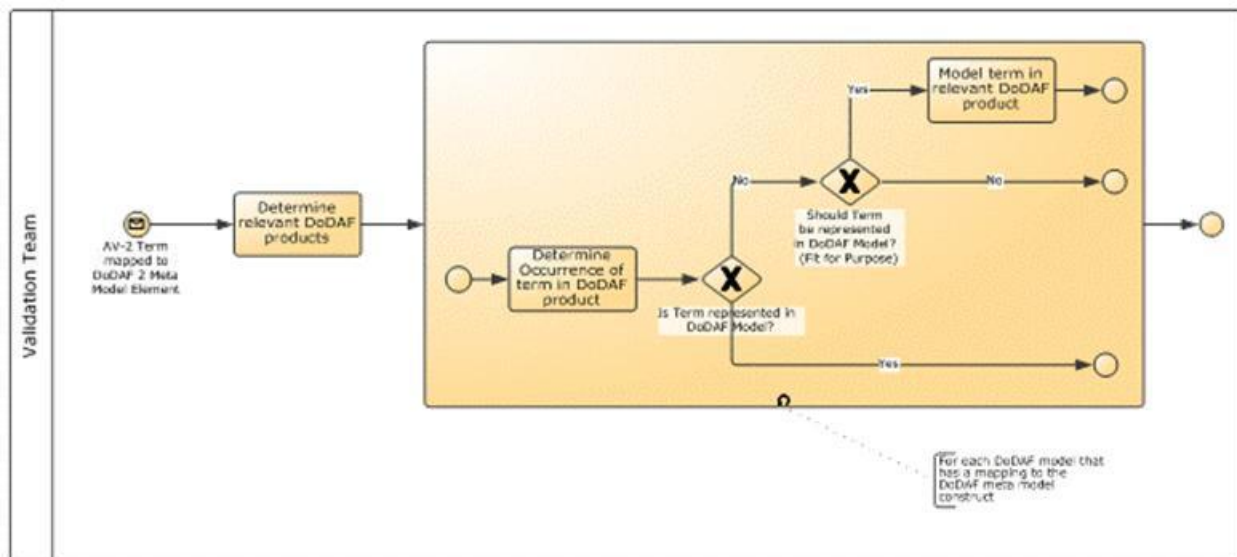 Validation Team
AV-2 Term
mapped to
DoDAF 2 Meta
Model Element
Determine
relevant DoDAF
products
Determine
Occurrence of
term in DoDAF
product
Is Term represented in
DoDAF Model?
No
Yes
Should Term
be represented
in DoDAF Model?
(Fit for Purpose)
Yes
No
Model term in
relevant DoDAF
product
For each DoDAF model that
has a mapping to the
DoDAF meta model
construct